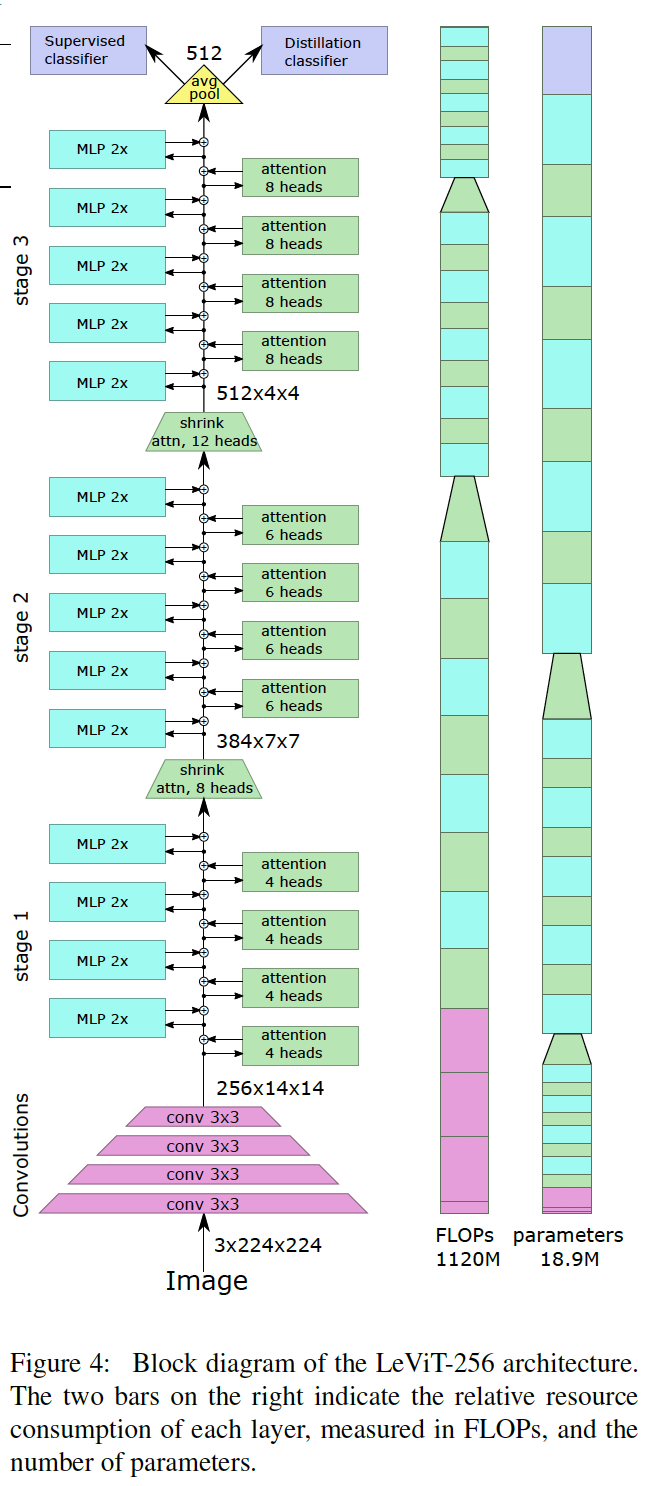 Supervised
classifier
512
Distillation
classifier
avg
pool
MLP 2x
attention
8 heads
MLP 2x
attention
8 heads
MLP 2x
attention
8 heads
MLP 2x
attention
8 heads
MLP 2x
stage 3
512x4x4
shrink
attn, 12 heads
MLP 2x
attention
6 heads
MLP 2x
attention
6 heads
MLP 2x
attention
6 heads
MLP 2x
attention
6 heads
MLP 2x
stage 2
384x7x7
shrink
attn, 8 heads
MLP 2x
attention
4 heads
MLP 2x
attention
4 heads
MLP 2x
attention
4 heads
MLP 2x
attention
4 heads
stage 1
256x14x14
Convolutions
conv 3x3
conv 3x3
conv 3x3
conv 3x3
3x224x224
Image
FLOPs
1120M
parameters
18.9M
Figure 4: Block diagram of the LeViT-256 architecture.
The two bars on the right indicate the relative resource
consumption of each layer, measured in FLOPs, and the
number of parameters.